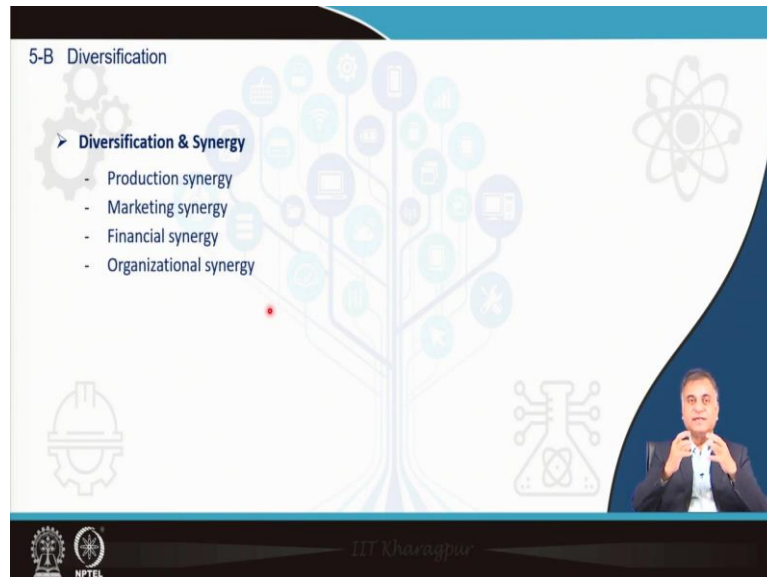 5-B Diversification
➢ Diversification & Synergy
- Production synergy
- Marketing synergy
- Financial synergy
- Organizational synergy
IIT Kharagpur
NPTEL